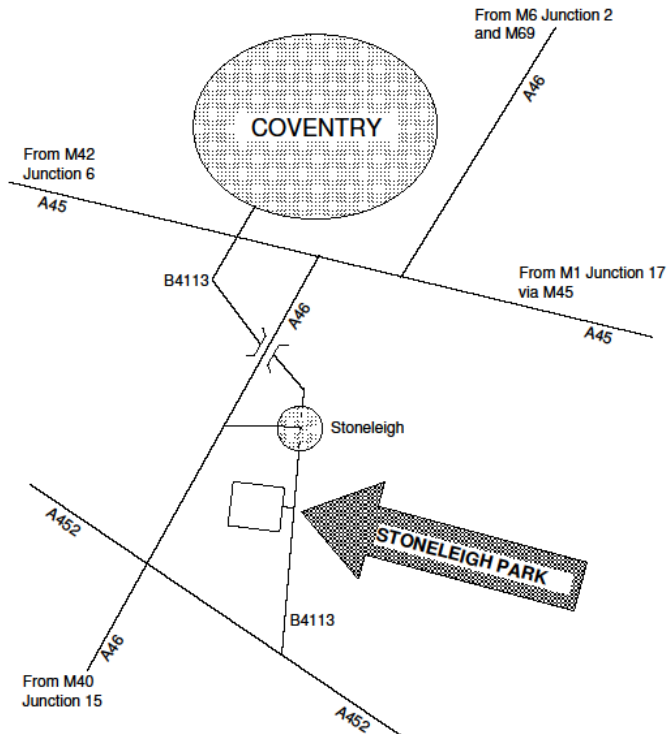 From M6 Junction 2
and M69
A46
COVENTRY
From M42
Junction 6
A45
B4113
A46
From M1 Junction 17
via M45
A45
Stoneleigh
A452
STONELEIGH PARK
B4113
A46
From M40
Junction 15
A452